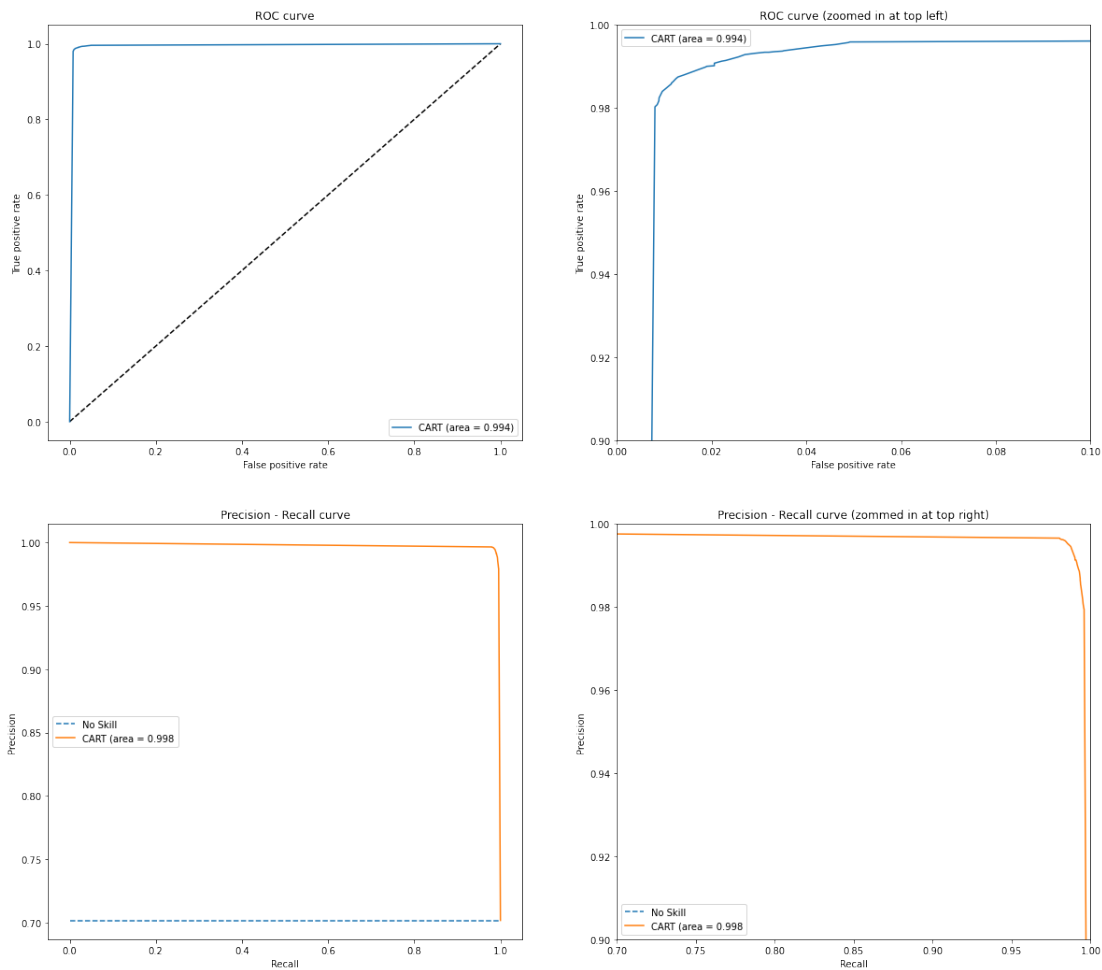 ROC curve
1.0
0.8
0.6
0.4
0.2
0.0
True positive rate
CART (area = 0.994)
0.0 0.2 0.4 0.6 0.8 1.0
False positive rate
ROC curve (zoomed in at top left)
CART (area = 0.994)
1.00
0.98
0.96
0.94
0.92
0.90
True positive rate
0.00 0.02 0.04 0.06 0.08 0.10
False positive rate
Precision - Recall curve
1.00
0.95
0.90
0.85
0.80
0.75
0.70
Precision
No Skill
CART (area = 0.998
0.0 0.2 0.4 0.6 0.8 1.0
Recall
Precision - Recall curve (zommed in at top right)
1.00
0.98
0.96
0.94
0.92
0.90
Precision
No Skill
CART (area = 0.998
0.70 0.75 0.80 0.85 0.90 0.95 1.00
Recall